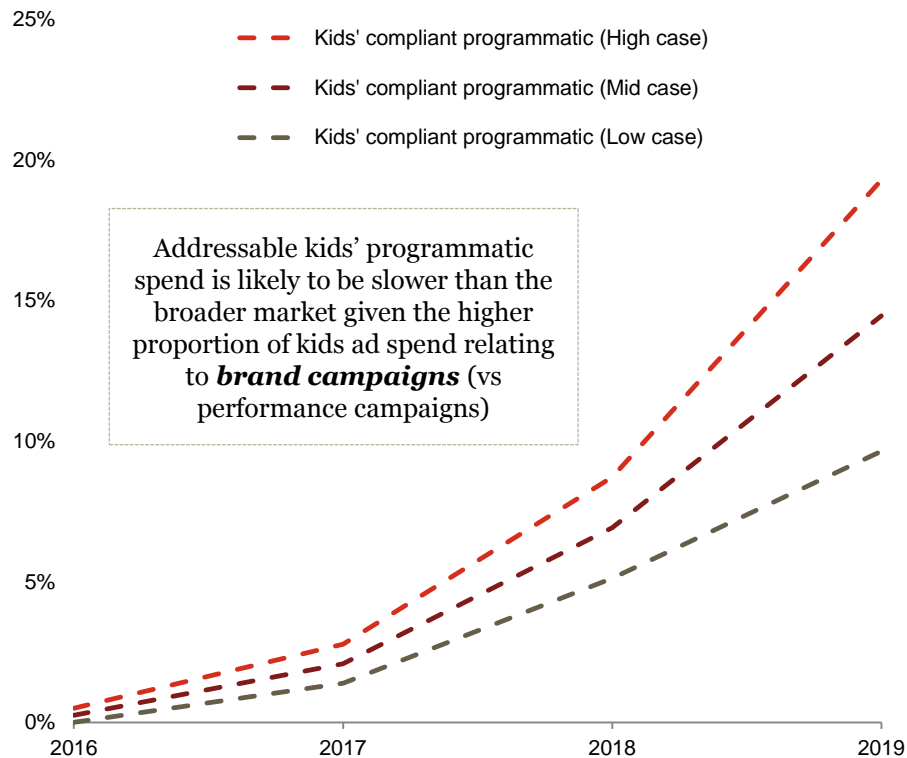 25%
Kids' compliant programmatic (High case)
Kids' compliant programmatic (Mid case)
Kids' compliant programmatic (Low case)
20%
Addressable kids’ programmatic
spend is likely to be slower than the
broader market given the higher
proportion of kids ad spend relating
to brand campaigns (vs
performance campaigns)
15%
10%
5%
0%
2016 2017 2018 2019